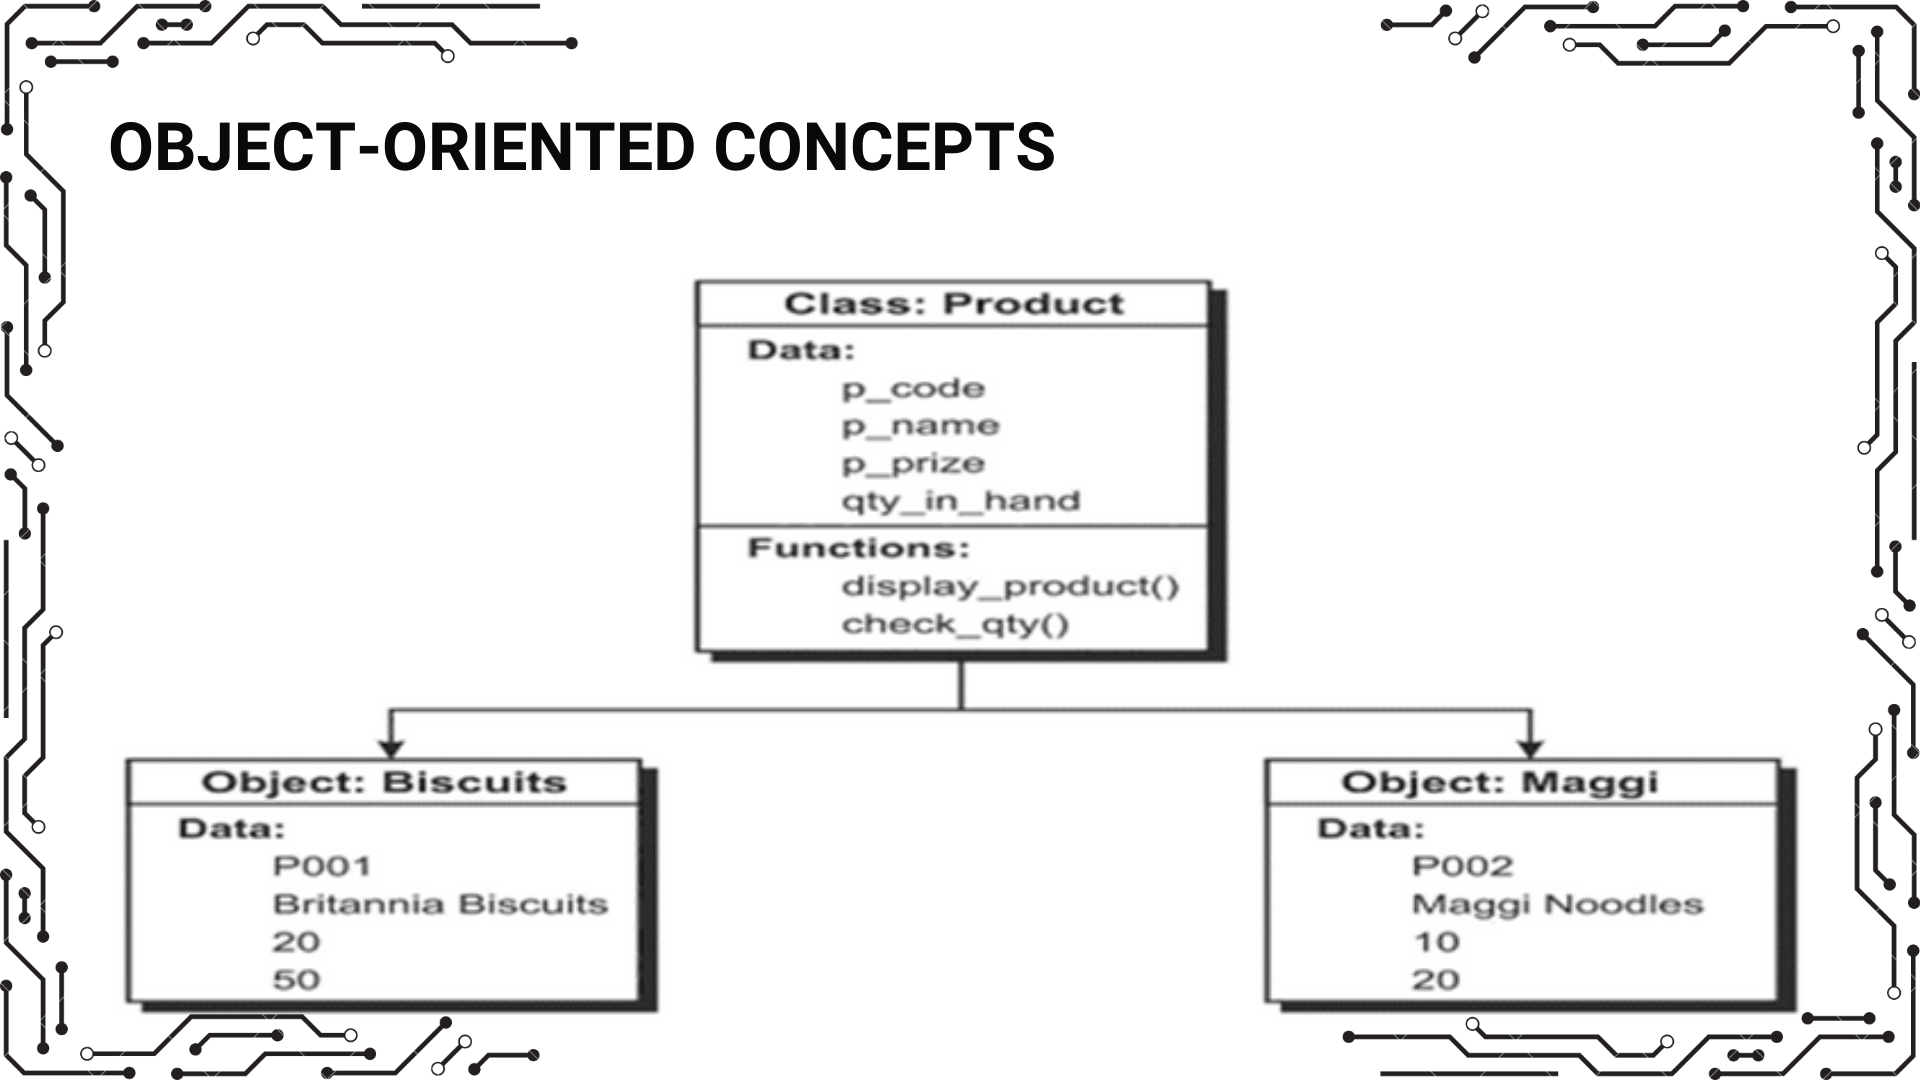 OBJECT-ORIENTED CONCEPTS
Class: Product
Data:
p_code
p_name
p_prize
qty_in_hand
Functions:
display_product()
check_qty()
Object: Biscuits
Data:
P001
Britannia Biscuits
20
50
Object: Maggi
Data:
P002
Maggi Noodles
10
20